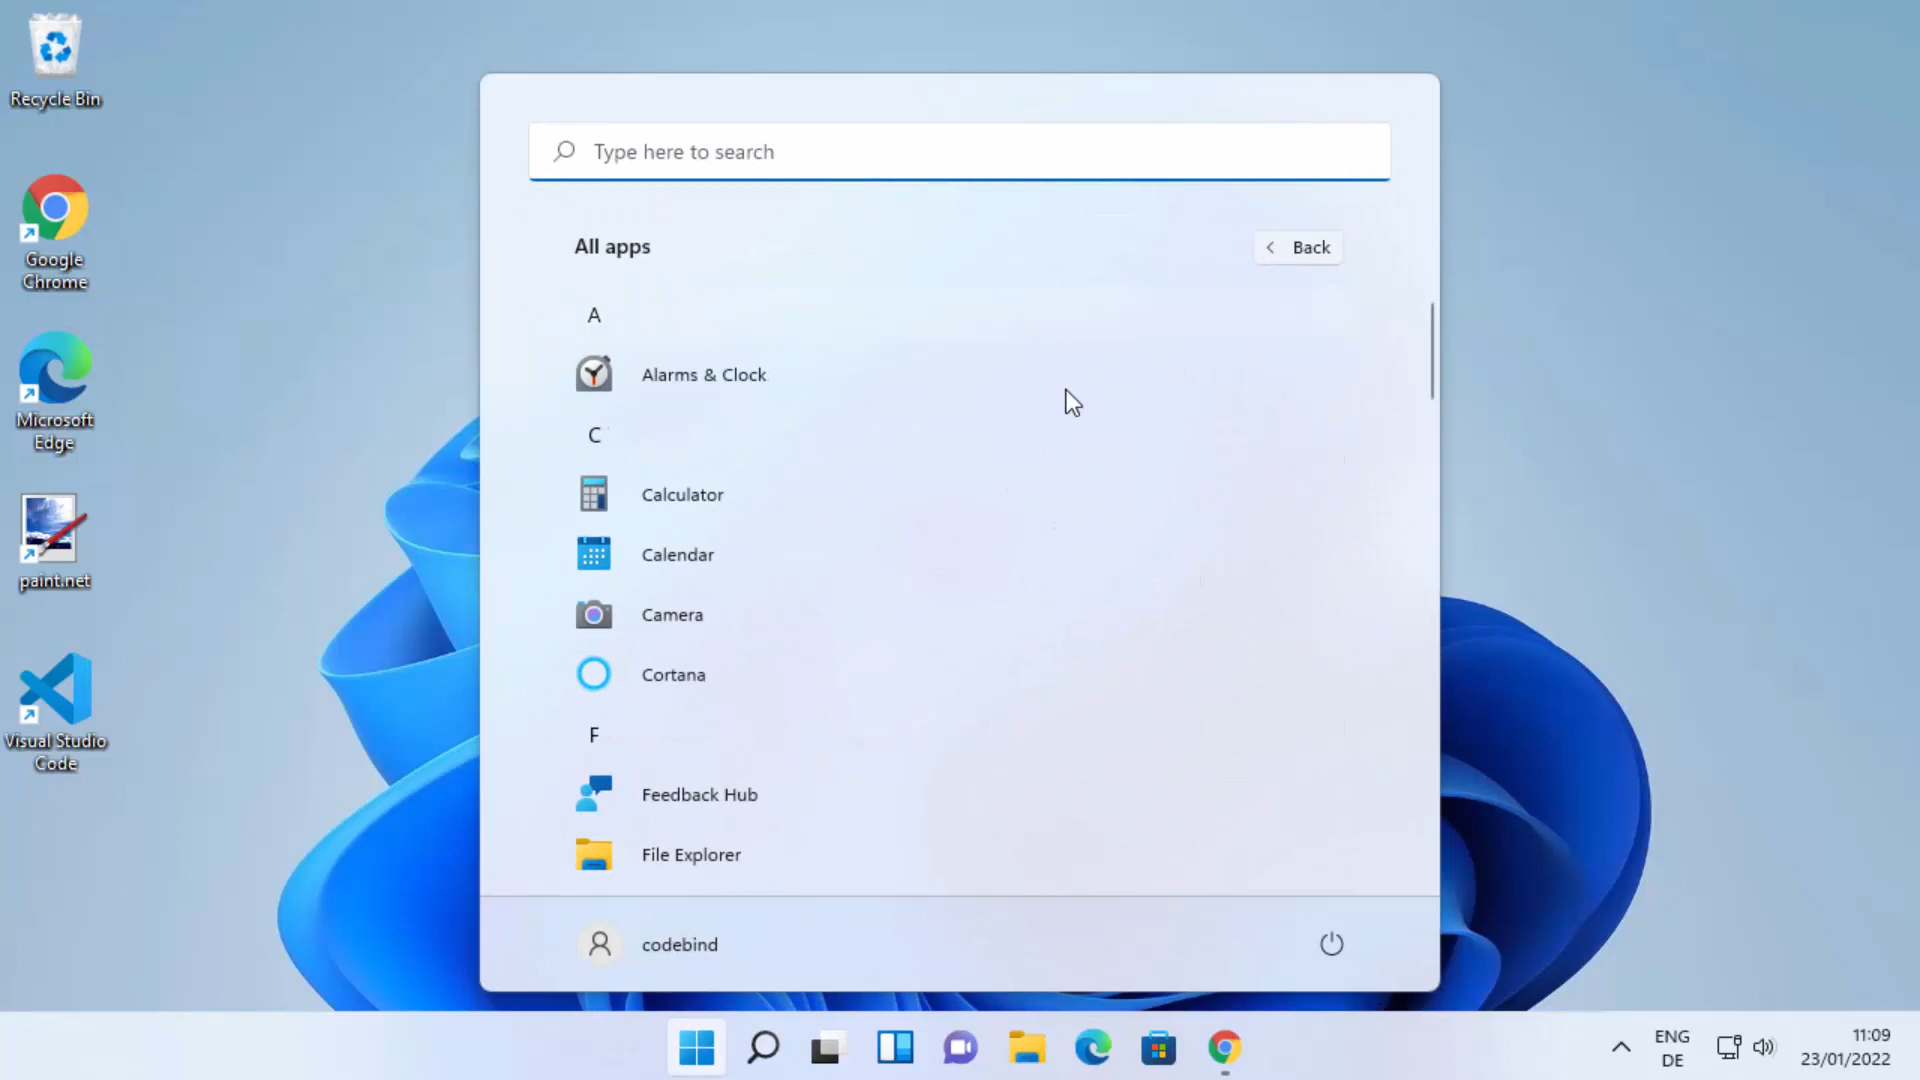 Recycle Bin
Google
Chrome
Microsoft
Edge
paint.net
Visual Studio
Code
Type here to search
All apps
Back
A
Alarms & Clock
C
Calculator
Calendar
Camera
Cortana
F
Feedback Hub
File Explorer
codebind
ENG
DE
11:09
23/01/2022